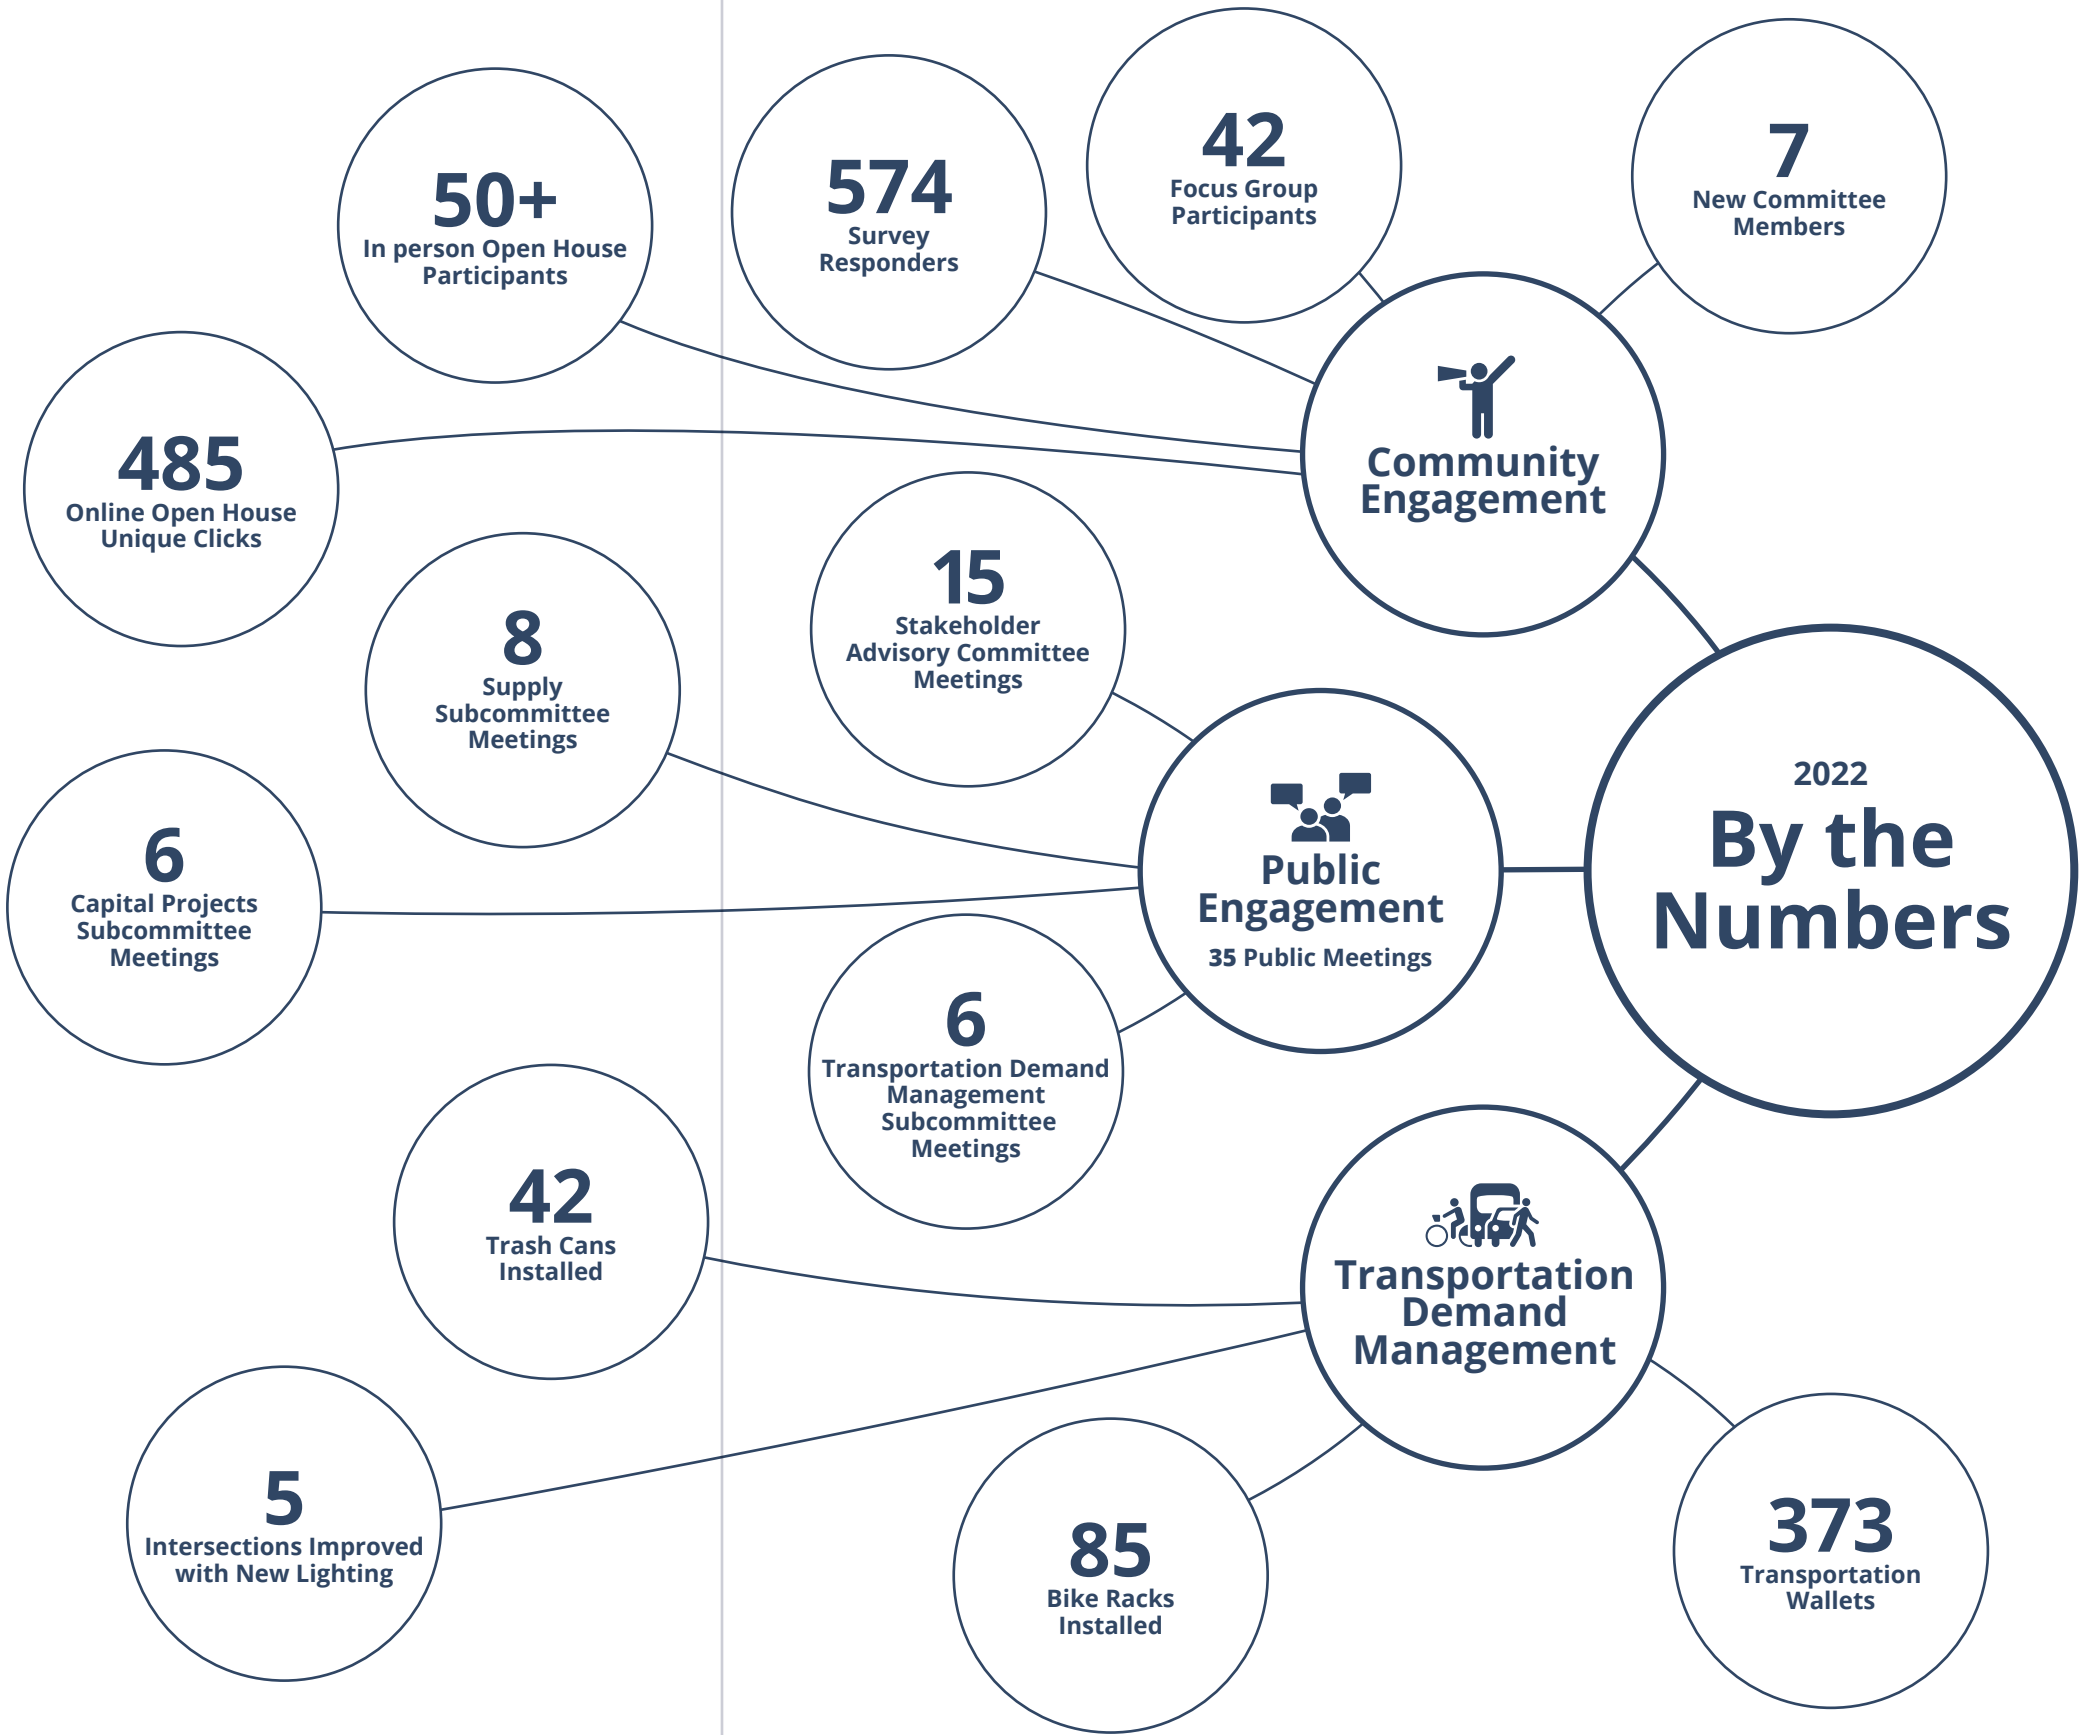 2022
By the
Numbers
Community
Engagement
7
New Committee
Members
42
Focus Group
Participants
574
Survey
Responders
50+
In person Open House
Participants
485
Online Open House
Unique Clicks
Public
Engagement
35 Public Meetings
15
Stakeholder
Advisory Committee
Meetings
8
Supply
Subcommittee
Meetings
6
Capital Projects
Subcommittee
Meetings
6
Transportation Demand
Management
Subcommittee
Meetings
Transportation
Demand
Management
42
Trash Cans
Installed
5
Intersections Improved
with New Lighting
85
Bike Racks
Installed
373
Transportation
Wallets